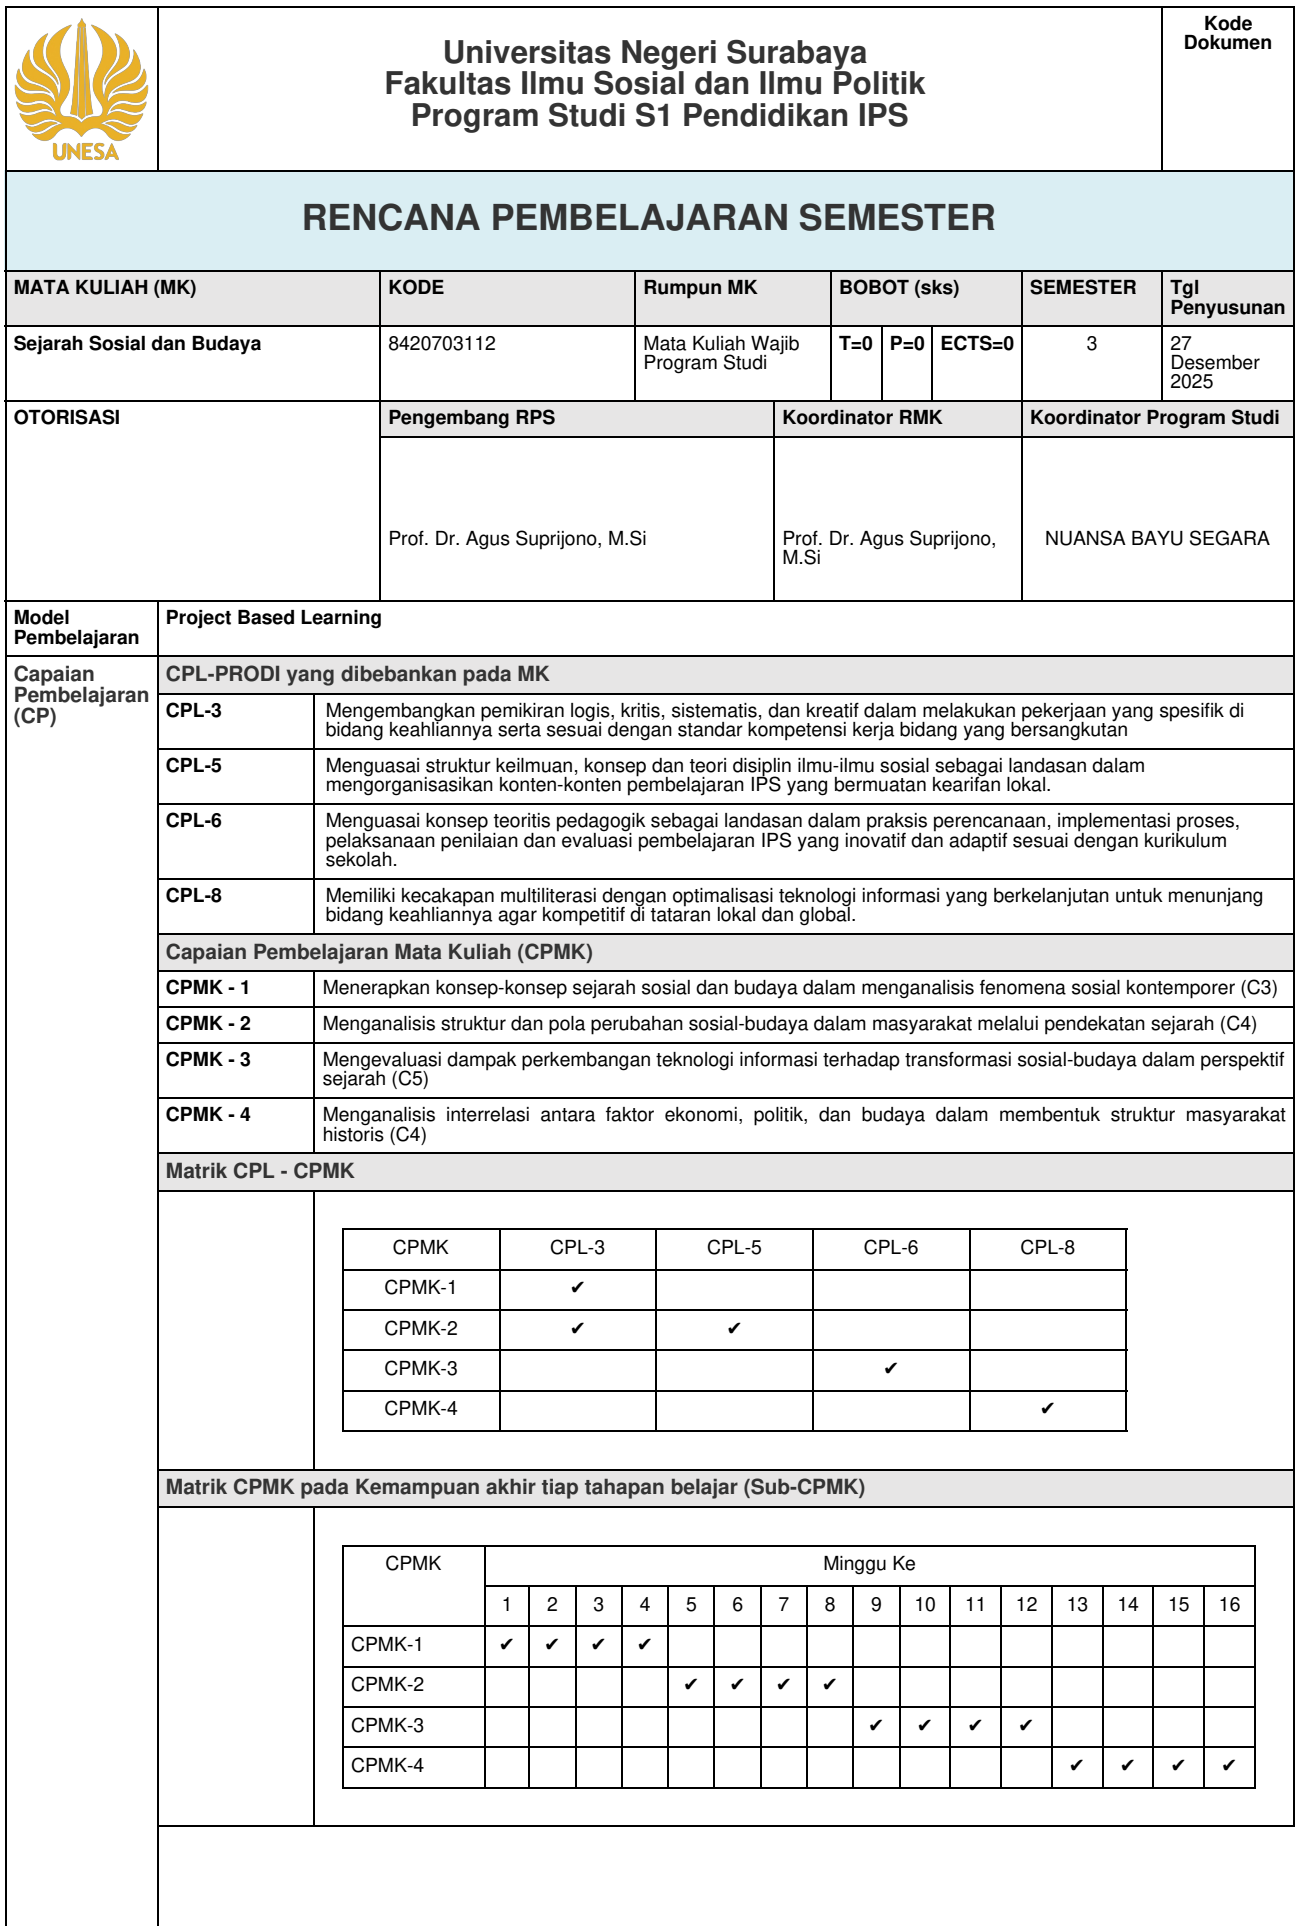 UNESA
Universitas Negeri Surabaya
Fakultas Ilmu Sosial dan Ilmu Politik
Program Studi S1 Pendidikan IPS
Kode
Dokumen
RENCANA PEMBELAJARAN SEMESTER
MATA KULIAH (MK) KODE Rumpun MK BOBOT (sks) SEMESTER Tgl
Penyusunan
Sejarah Sosial dan Budaya 8420703112 Mata Kuliah Wajib
Program Studi
T=0 P=0 ECTS=0 3 27
Desember
2025
OTORISASI Pengembang RPS Koordinator RMK Koordinator Program Studi
Prof. Dr. Agus Suprijono, M.Si Prof. Dr. Agus Suprijono,
M.Si
NUANSA BAYU SEGARA
Model
Pembelajaran
Project Based Learning
Capaian
Pembelajaran
(CP)
CPL-PRODI yang dibebankan pada MK
CPL-3 Mengembangkan pemikiran logis, kritis, sistematis, dan kreatif dalam melakukan pekerjaan yang spesifik di
bidang keahliannya serta sesuai dengan standar kompetensi kerja bidang yang bersangkutan
CPL-5 Menguasai struktur keilmuan, konsep dan teori disiplin ilmu-ilmu sosial sebagai landasan dalam
mengorganisasikan konten-konten pembelajaran IPS yang bermuatan kearifan lokal.
CPL-6 Menguasai konsep teoritis pedagogik sebagai landasan dalam praksis perencanaan, implementasi proses,
pelaksanaan penilaian dan evaluasi pembelajaran IPS yang inovatif dan adaptif sesuai dengan kurikulum
sekolah.
CPL-8 Memiliki kecakapan multiliterasi dengan optimalisasi teknologi informasi yang berkelanjutan untuk menunjang
bidang keahliannya agar kompetitif di tataran lokal dan global.
Capaian Pembelajaran Mata Kuliah (CPMK)
CPMK - 1 Menerapkan konsep-konsep sejarah sosial dan budaya dalam menganalisis fenomena sosial kontemporer (C3)
CPMK - 2 Menganalisis struktur dan pola perubahan sosial-budaya dalam masyarakat melalui pendekatan sejarah (C4)
CPMK - 3 Mengevaluasi dampak perkembangan teknologi informasi terhadap transformasi sosial-budaya dalam perspektif
sejarah (C5)
CPMK - 4 Menganalisis interrelasi antara faktor ekonomi, politik, dan budaya dalam membentuk struktur masyarakat
historis (C4)
Matrik CPL - CPMK
CPMK CPL-3 CPL-5 CPL-6 CPL-8
CPMK-1 ✔
CPMK-2 ✔ ✔
CPMK-3 ✔
CPMK-4 ✔
Matrik CPMK pada Kemampuan akhir tiap tahapan belajar (Sub-CPMK)
CPMK Minggu Ke
1 2 3 4 5 6 7 8 9 10 11 12 13 14 15 16
CPMK-1 ✔ ✔ ✔ ✔
CPMK-2 ✔ ✔ ✔ ✔
CPMK-3 ✔ ✔ ✔ ✔
CPMK-4 ✔ ✔ ✔ ✔